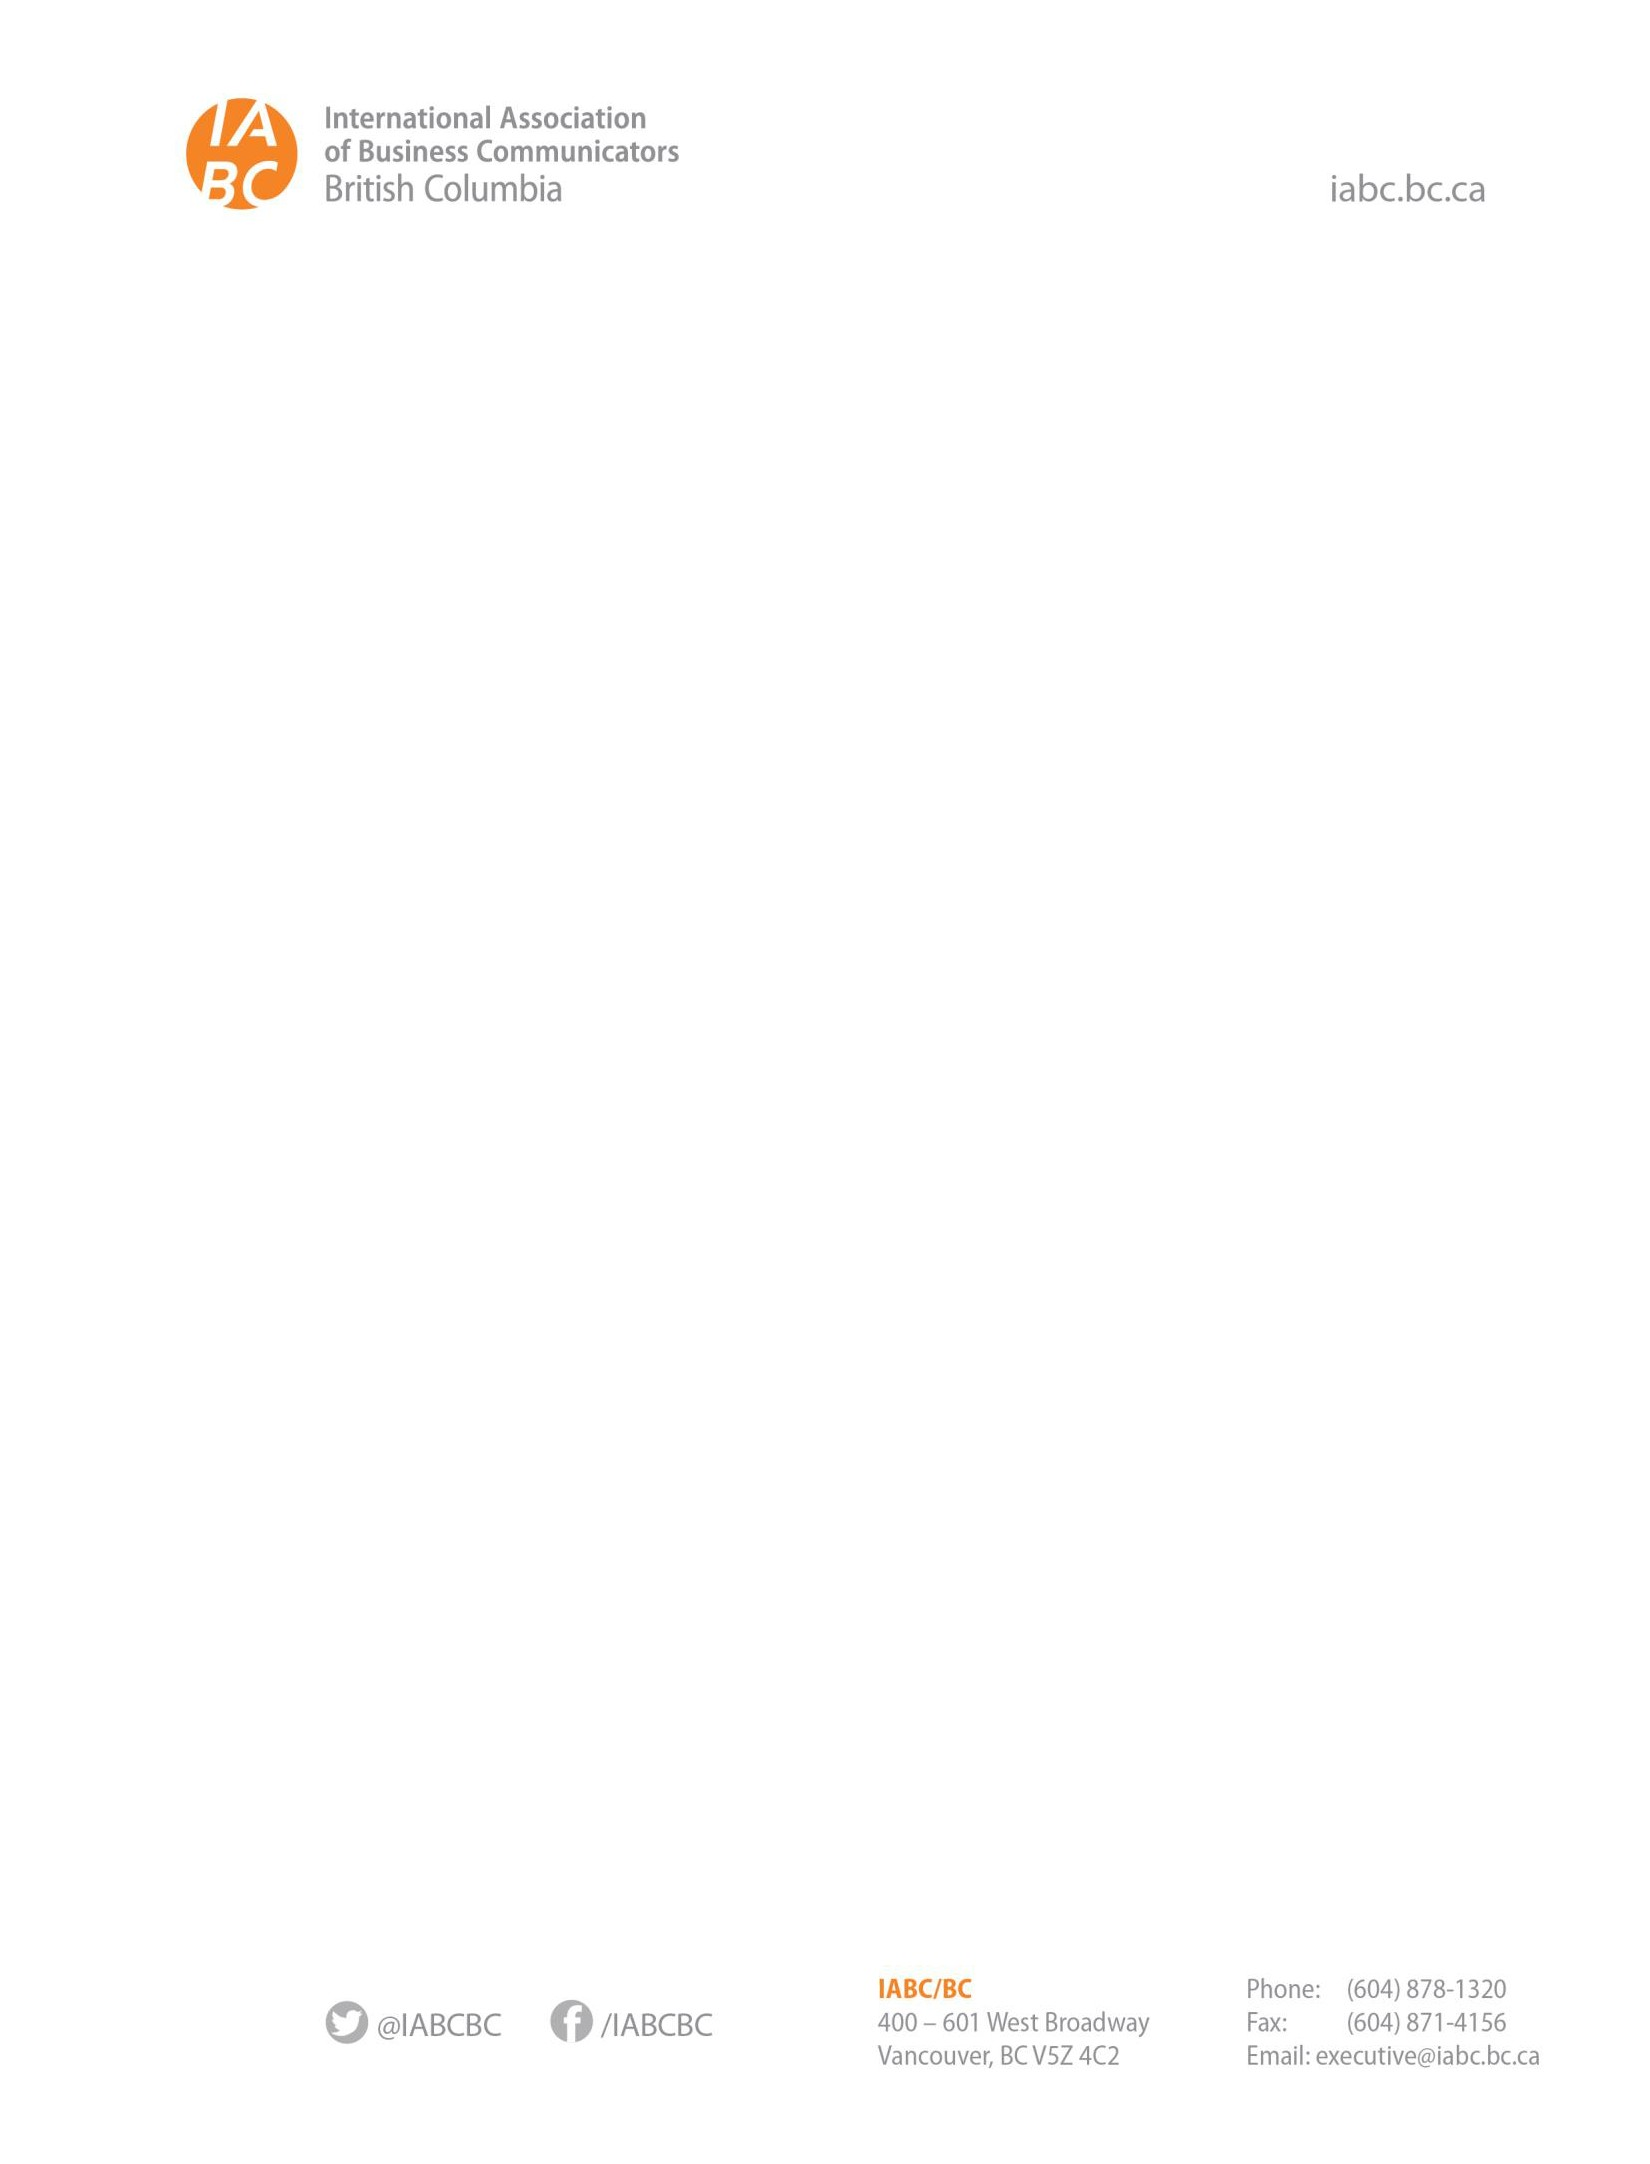 IA
BC
International Association
of Business Communicators
British Columbia
iabc.bc.ca
@IABCBC
/IABCBC
IABC/BC
400 – 601 West Broadway
Vancouver, BC V5Z 4C2
Phone: (604) 878-1320
Fax: (604) 871-4156
Email: executive@iabc.bc.ca